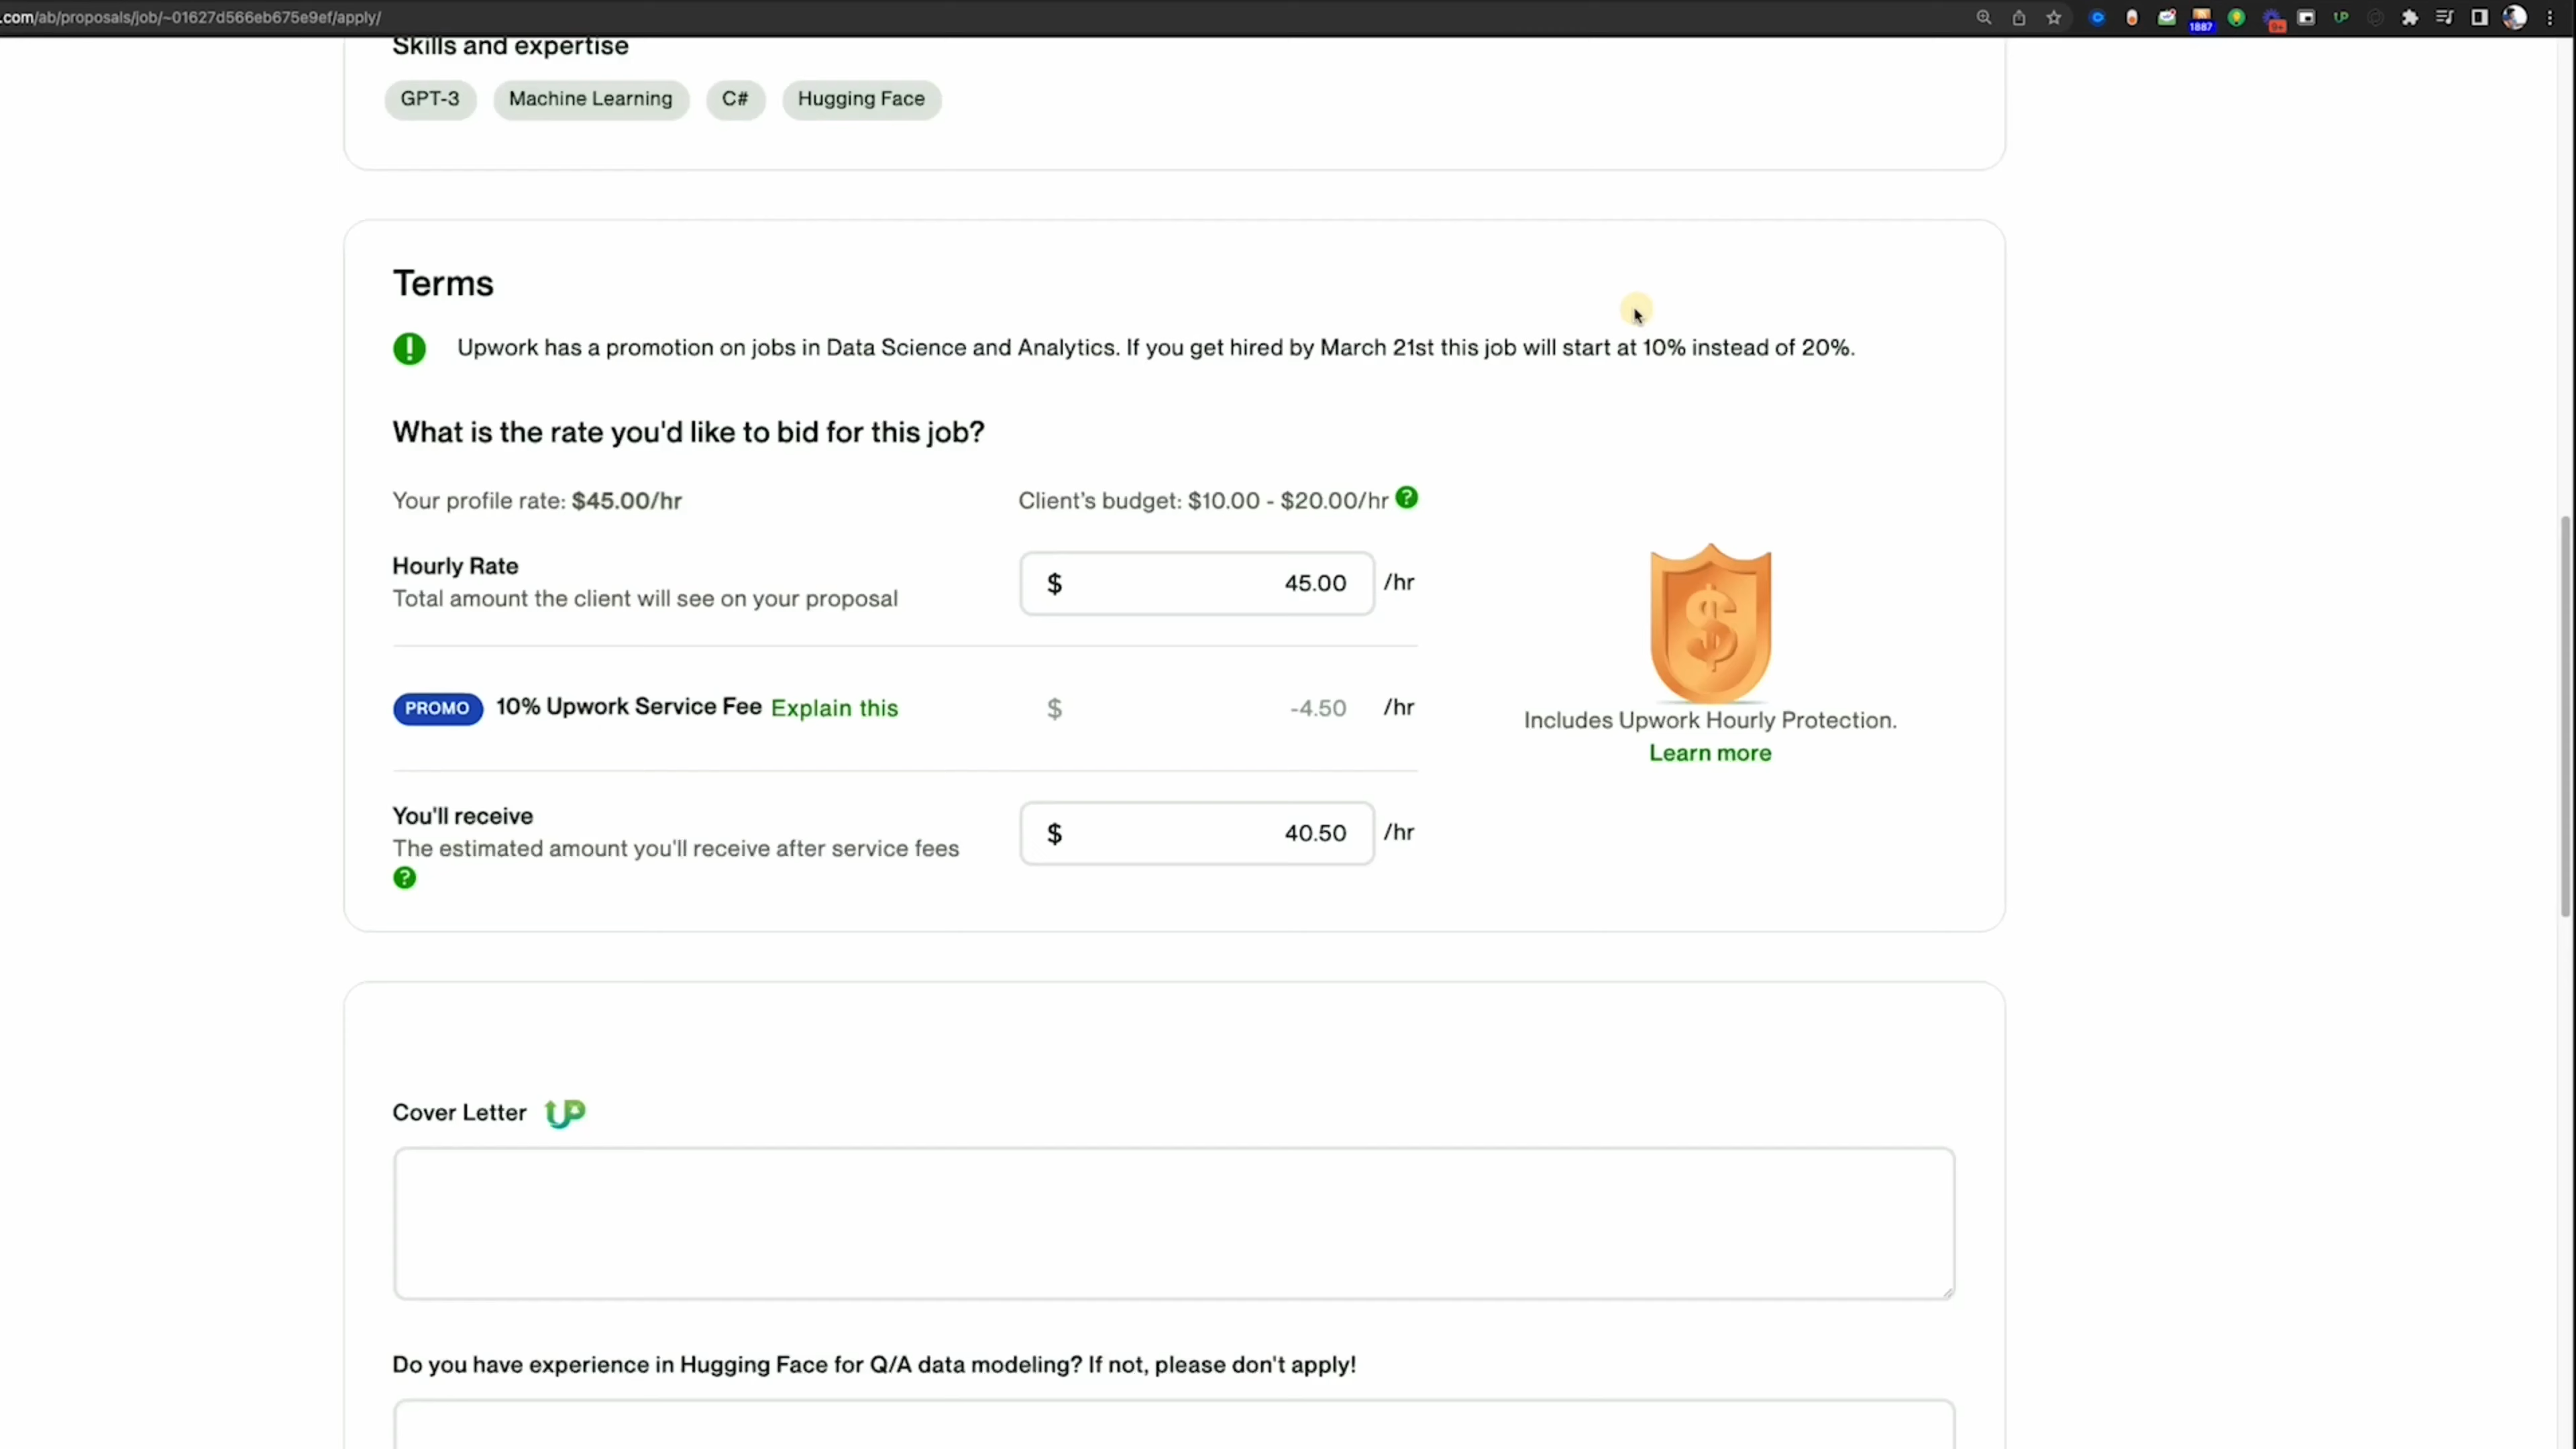 .com/ab/proposals/job/~01627d566eb675e9ef/apply/
1887
Skills and expertise
GPT-3 Machine Learning C# Hugging Face
Terms
Upwork has a promotion on jobs in Data Science and Analytics. If you get hired by March 21st this job will start at 10% instead of 20%.
What is the rate you'd like to bid for this job?
Your profile rate: $45.00/hr Client's budget: $10.00 - $20.00/hr ?
Hourly Rate
Total amount the client will see on your proposal
$ 45.00 /hr
PROMO 10% Upwork Service Fee Explain this $ -4.50 /hr
Includes Upwork Hourly Protection.
Learn more
You'll receive
The estimated amount you'll receive after service fees
?
$ 40.50 /hr
Cover Letter UP
Do you have experience in Hugging Face for Q/A data modeling? If not, please don't apply!